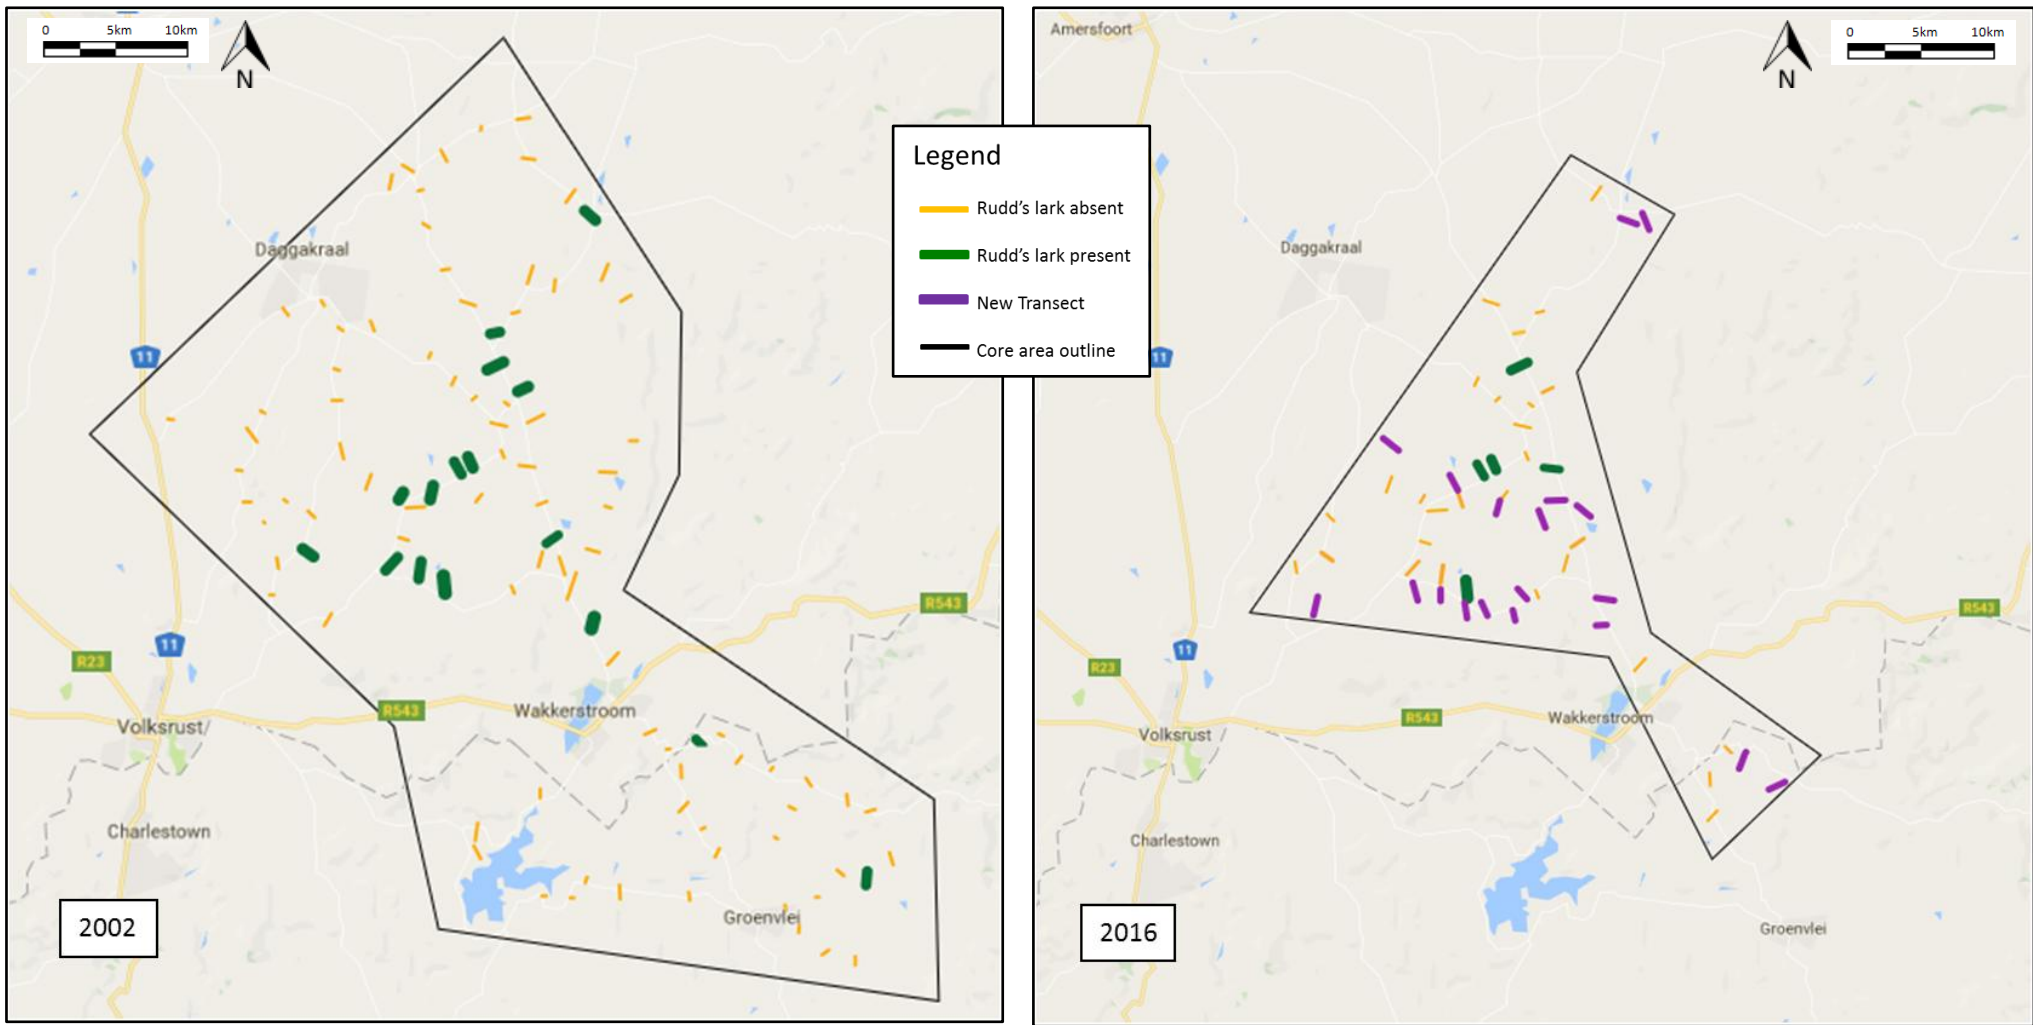 0 5km 10km
N
Daggakraal
11
11
R23
R543
R543
Volksrust
Wakkerstroom
Charlestown
Groenvlei
2002
Legend
Rudd's lark absent
Rudd's lark present
New Transect
Core area outline
Amersfoort
0 5km 10km
N
Daggakraal
11
11
R23
R543
R543
Volksrust
Wakkerstroom
Charlestown
Groenvlei
2016